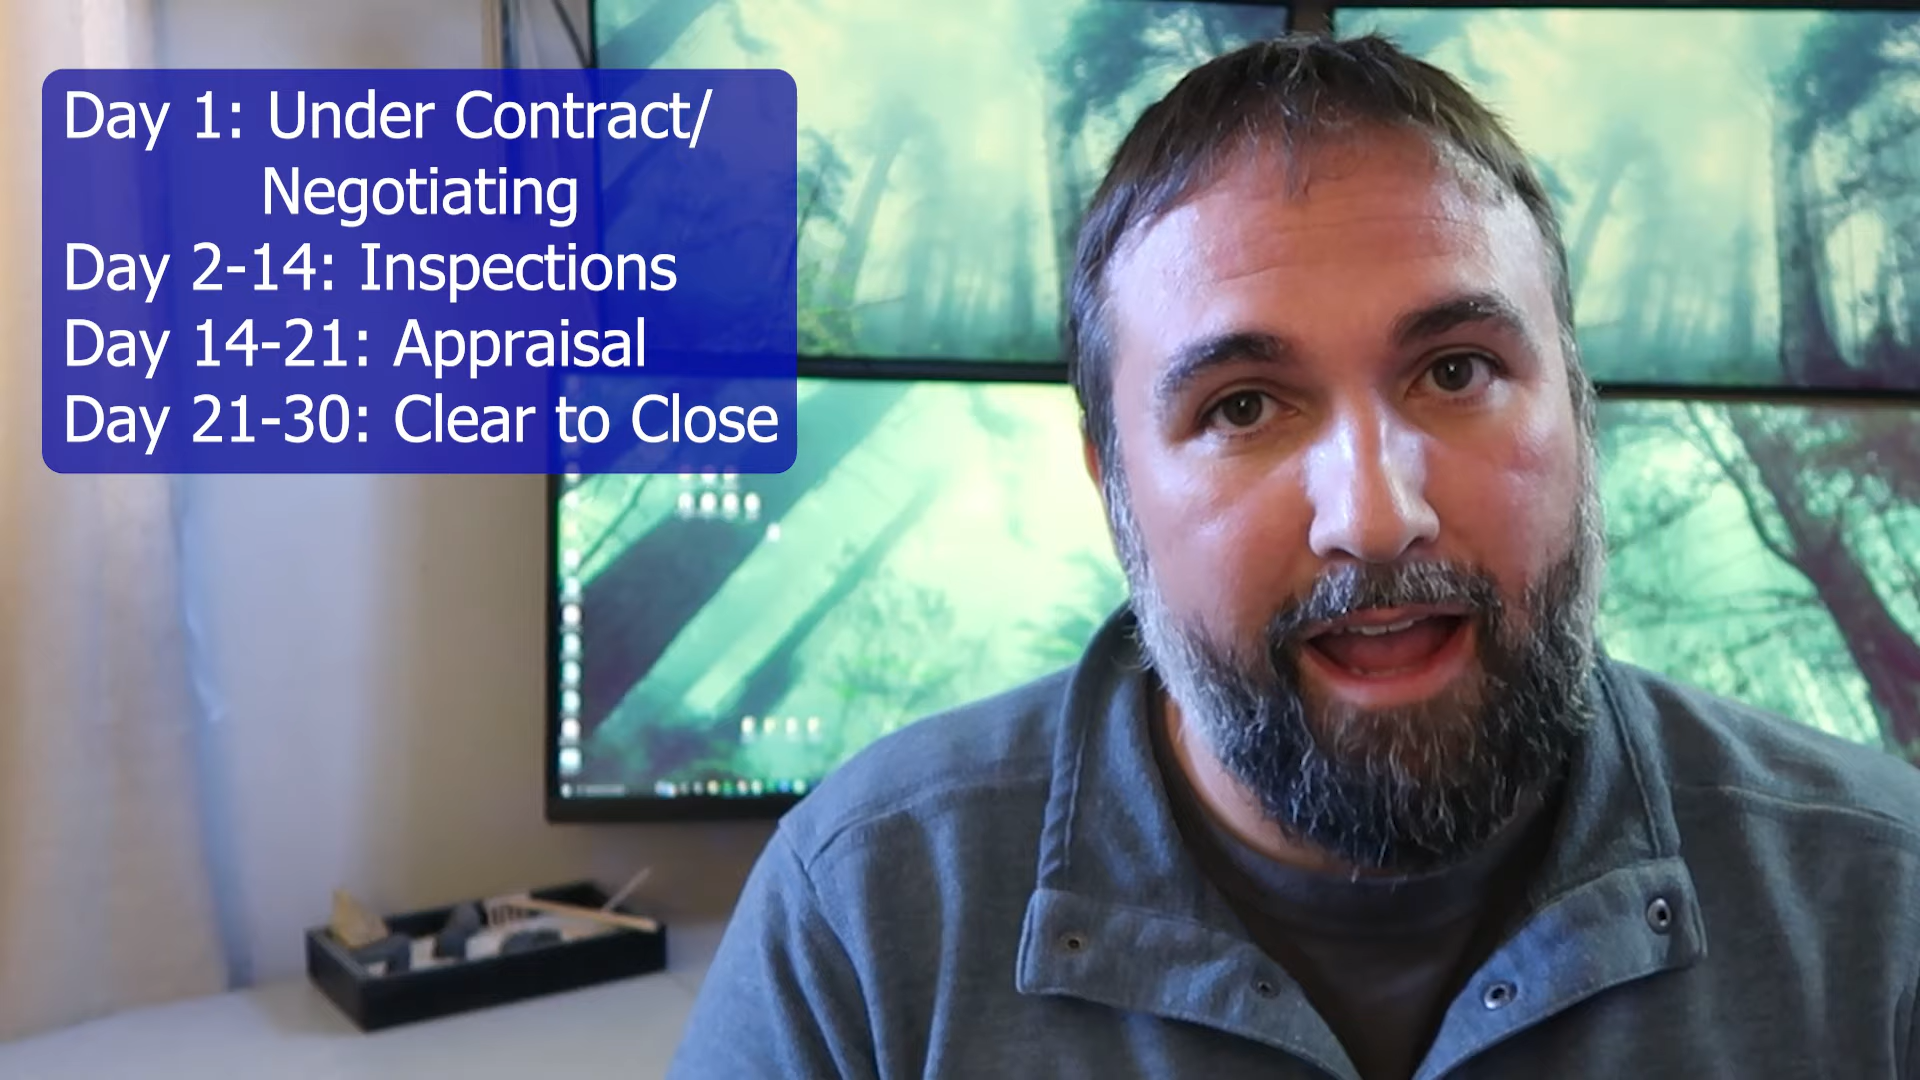 Day 1: Under Contract/
Negotiating
Day 2-14: Inspections
Day 14-21: Appraisal
Day 21-30: Clear to Close